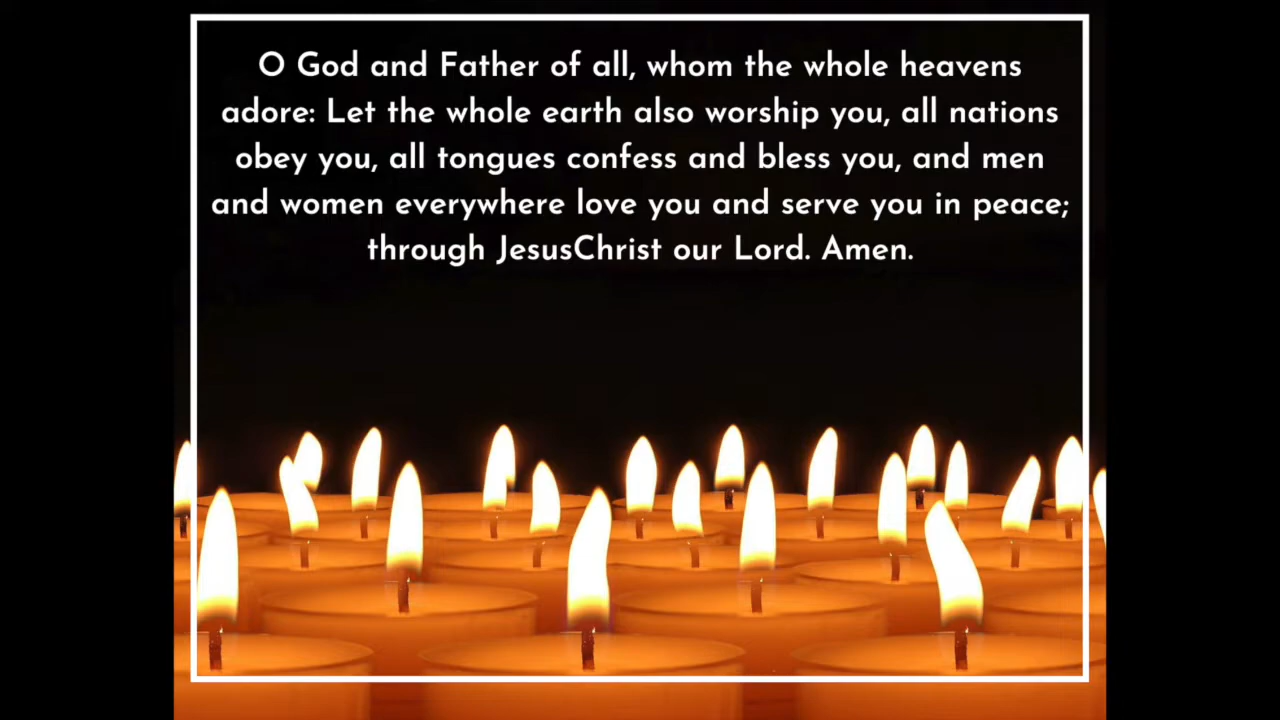 O God and Father of all, whom the whole heavens
adore: Let the whole earth also worship you, all nations
obey you, all tongues confess and bless you, and men
and women everywhere love you and serve you in peace;
through JesusChrist our Lord. Amen.